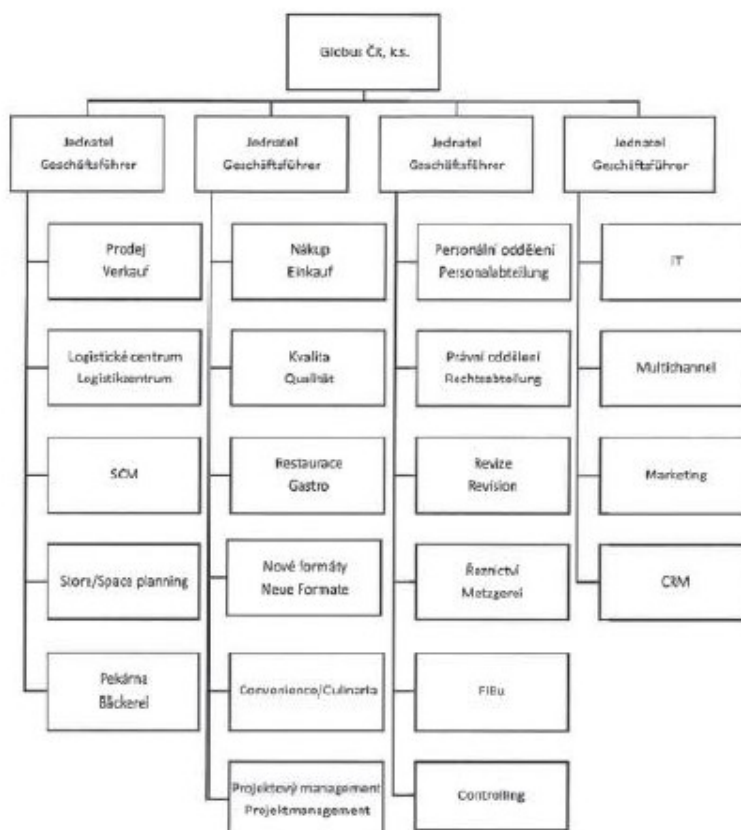 Globus ČR, k.s.
Jednatel
Geschäftsführer
Jednatel
Geschäftsführer
Jednatel
Geschäftsführer
Jednatel
Geschäftsführer
Prodej
Verkauf
Logistické centrum
Logistikzentrum
SCM
Store/Space planning
Pekárna
Bäckerei
Nákup
Einkauf
Kvalita
Qualität
Restaurace
Gastro
Nové formáty
Neue Formate
Convenience/Culinaria
Projektový management
Projektmanagement
Personální oddělení
Personalabteilung
Právní oddělení
Rechtsabteilung
Revize
Revision
Řeznictví
Metzgerei
FiBu
Controlling
IT
Multichannel
Marketing
CRM